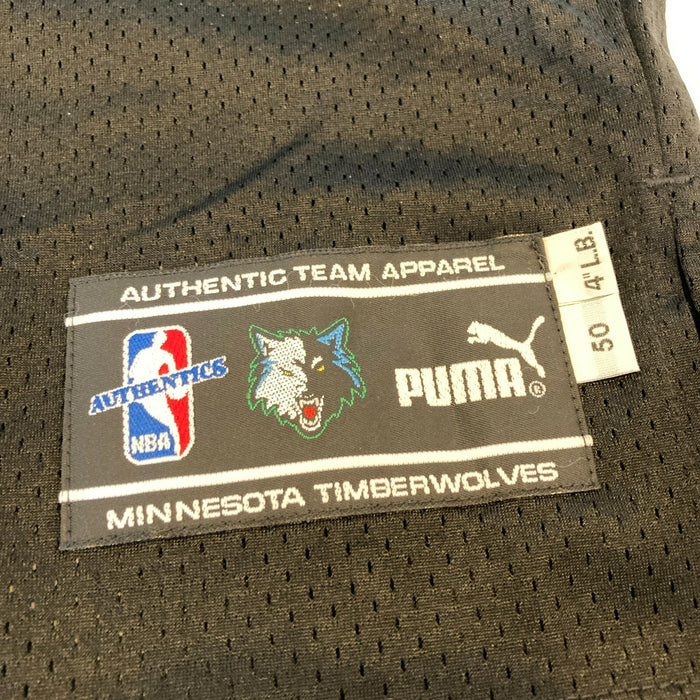 AUTHENTIC TEAM APPAREL
AUTHENTICS
NBA
PUMA®
MINNESOTA TIMBERWOLVES
50 4" L.B.